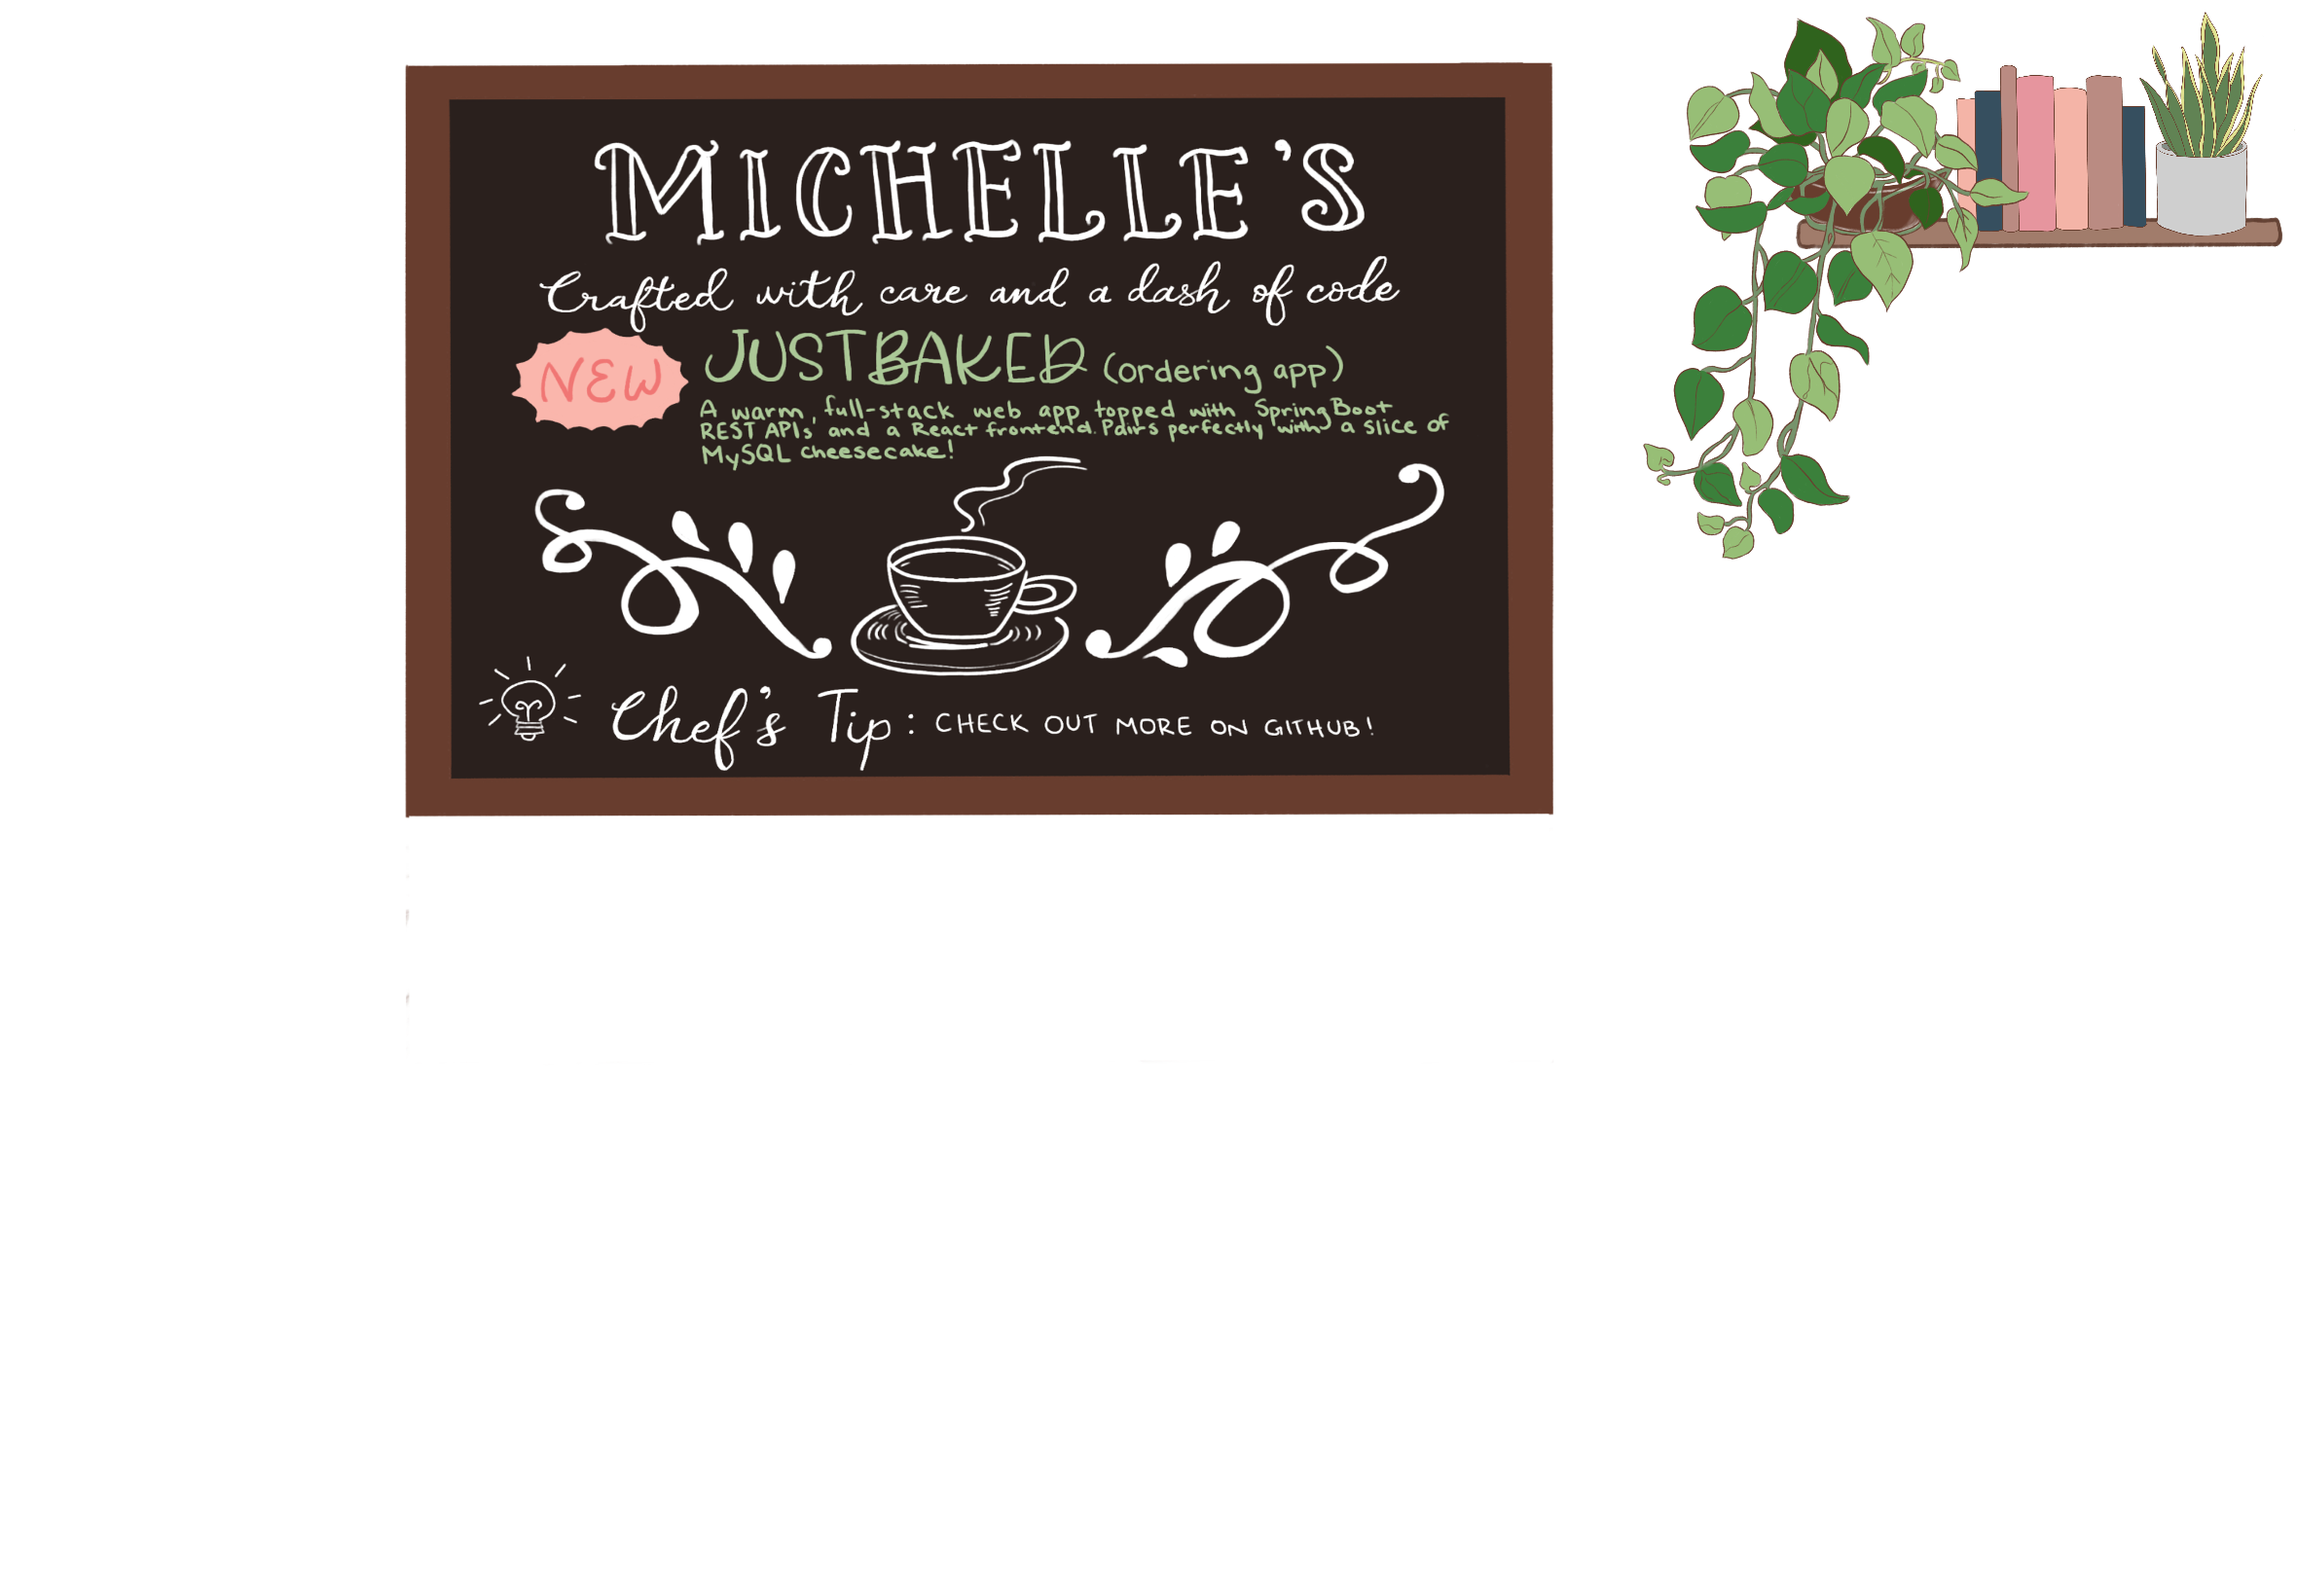 MICHELLE'S
Crafted with care and a dash of code
NEW
JUSTBAKED (ordering app)
A warm, full-stack web app topped with Spring Boot
REST APIs and a React frontend. Pairs perfectly with a slice of
MySQL cheesecake!
Chef's Tip: CHECK OUT MORE ON GITHUB!